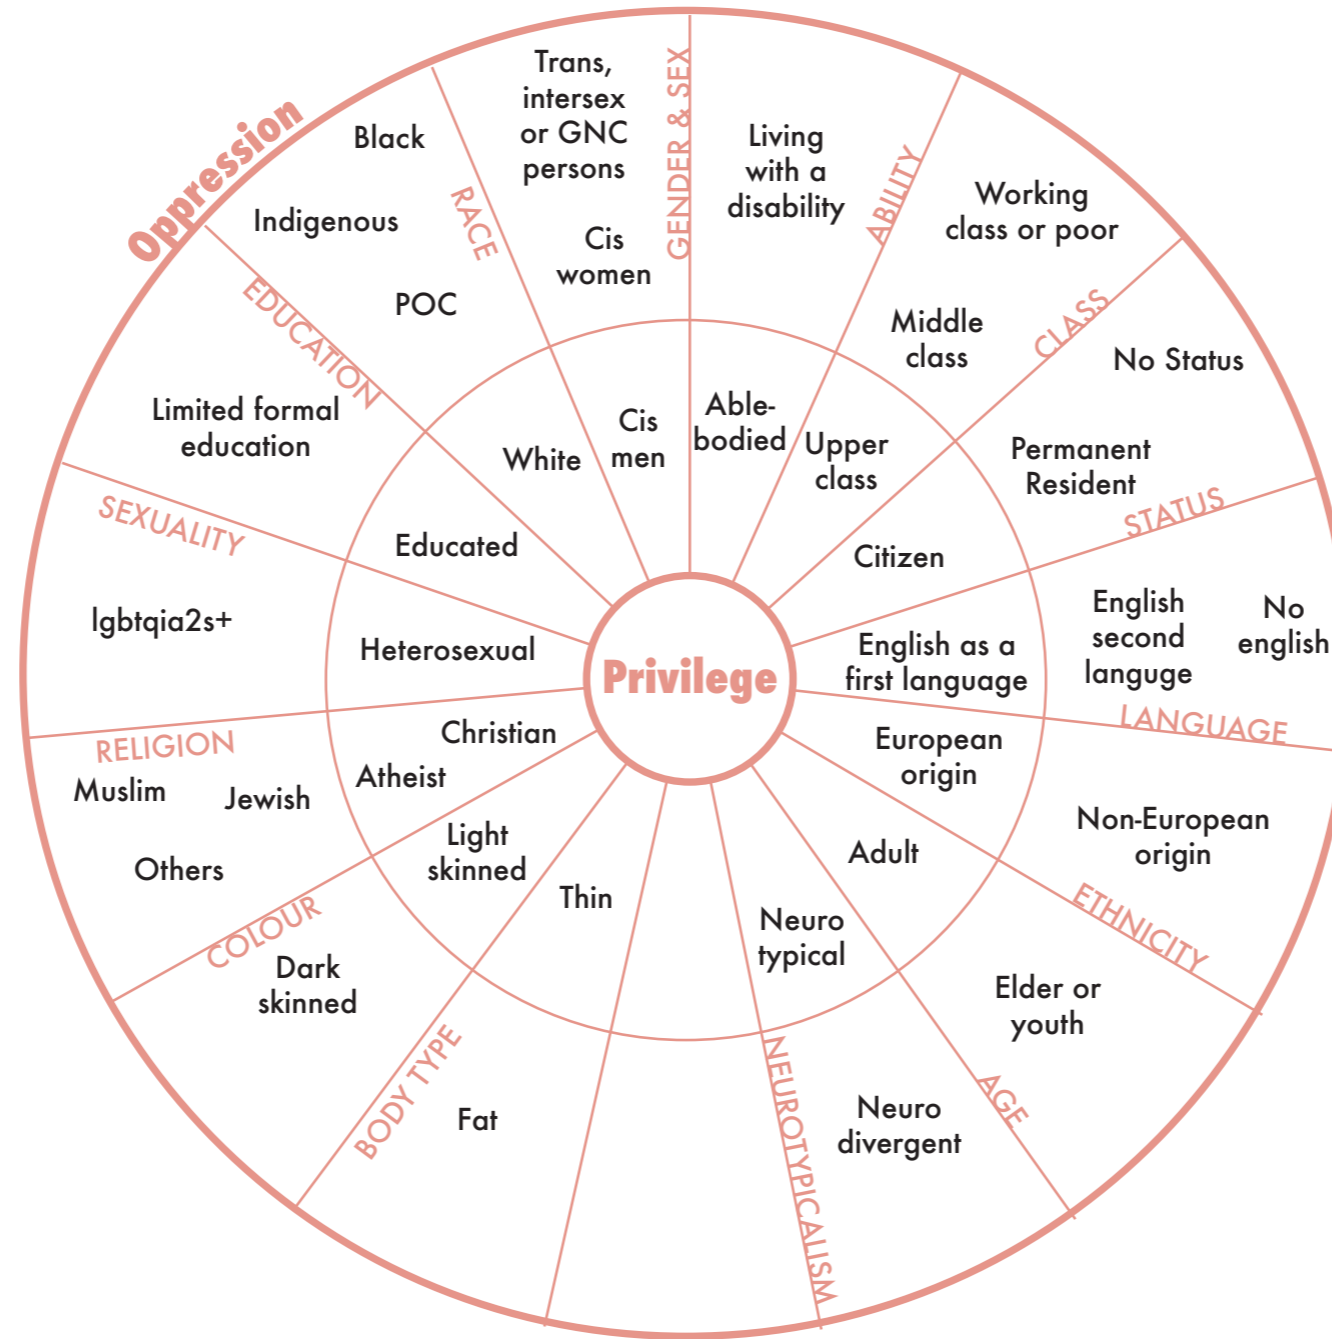 Oppression
Privilege
GENDER & SEX
Trans,
intersex
or GNC
persons
Cis
women
Cis
men
ABILITY
Living
with a
disability
Able-
bodied
CLASS
Working
class or poor
Middle
class
Upper
class
STATUS
No Status
Permanent
Resident
Citizen
LANGUAGE
No
english
English
second
languge
English as a
first language
ETHNICITY
Non-European
origin
European
origin
AGE
Elder or
youth
Adult
NEUROTYPICALISM
Neuro
divergent
Neuro
typical
BODY TYPE
Fat
Thin
COLOUR
Dark
skinned
Light
skinned
RELIGION
Muslim
Jewish
Others
Christian
Atheist
SEXUALITY
lgbtqia2s+
Heterosexual
EDUCATION
Limited formal
education
Educated
RACE
Black
Indigenous
POC
White